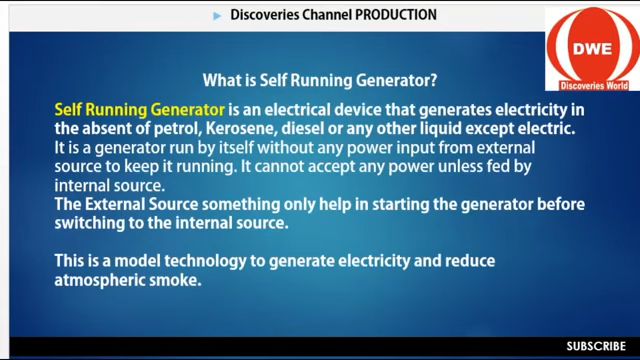 Discoveries Channel PRODUCTION
DWE
Discoveries World
What is Self Running Generator?
Self Running Generator is an electrical device that generates electricity in
the absent of petrol, Kerosene, diesel or any other liquid except electric.
It is a generator run by itself without any power input from external
source to keep it running. It cannot accept any power unless fed by
internal source.
The External Source something only help in starting the generator before
switching to the internal source.
This is a model technology to generate electricity and reduce
atmospheric smoke.
SUBSCRIBE